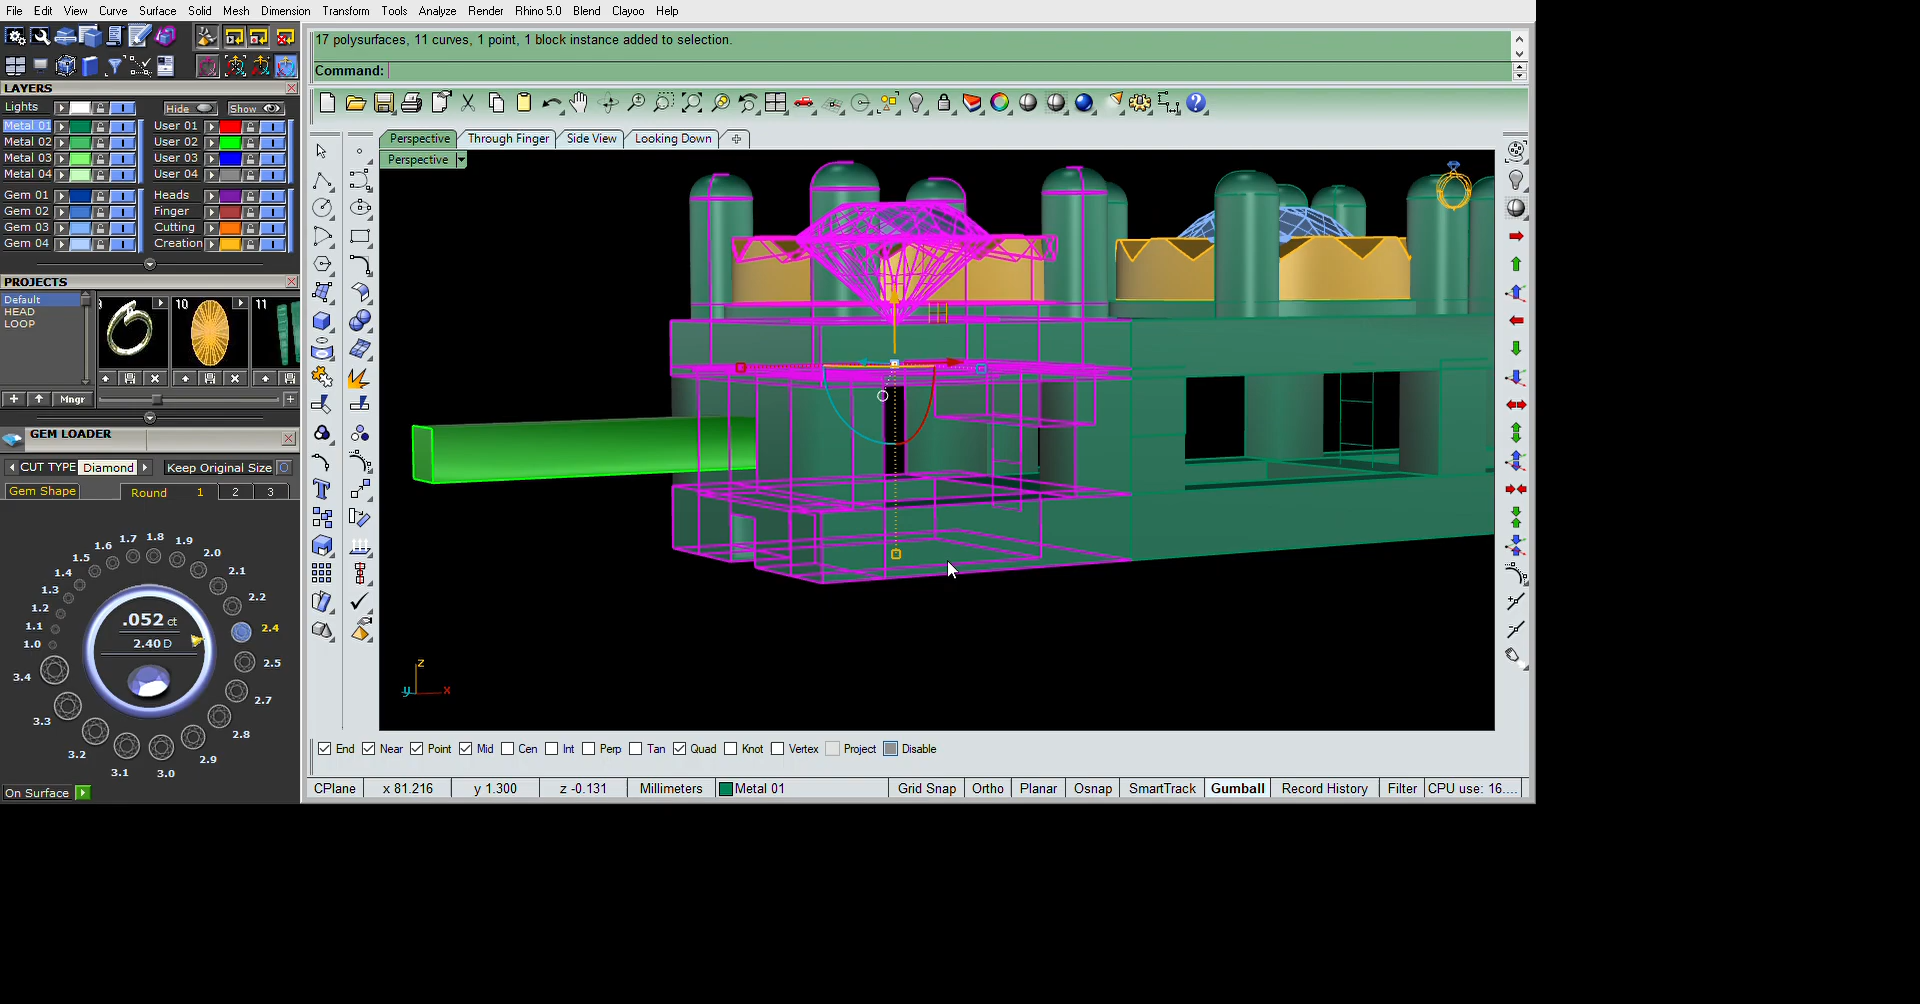 File Edit View Curve Surface Solid Mesh Dimension Transform Tools Analyze Render Rhino 5.0 Blend Clayoo Help
17 polysurfaces, 11 curves, 1 point, 1 block instance added to selection.
Command:
LAYERS
Lights Hide Show
Metal 01 User 01
Metal 02 User 02
Metal 03 User 03
Metal 04 User 04
Gem 01 Heads
Gem 02 Finger
Gem 03 Cutting
Gem 04 Creation
PROJECTS
Default
HEAD
LOOP
9 10 11
Mngr
GEM LOADER
CUT TYPE Diamond Keep Original Size
Gem Shape Round 1 2 3
1.0
1.1
1.2
1.3
1.4
1.5
1.6
1.7
1.8
1.9
2.0
2.1
2.2
2.4
2.5
2.7
2.8
2.9
3.0
3.1
3.2
3.3
3.4
.052 ct
2.40 D
On Surface
Perspective Through Finger Side View Looking Down
Perspective
z
y x
End Near Point Mid Cen Int Perp Tan Quad Knot Vertex Project Disable
CPlane x 81.216 y 1.300 z -0.131 Millimeters Metal 01 Grid Snap Ortho Planar Osnap SmartTrack Gumball Record History Filter CPU use: 16....